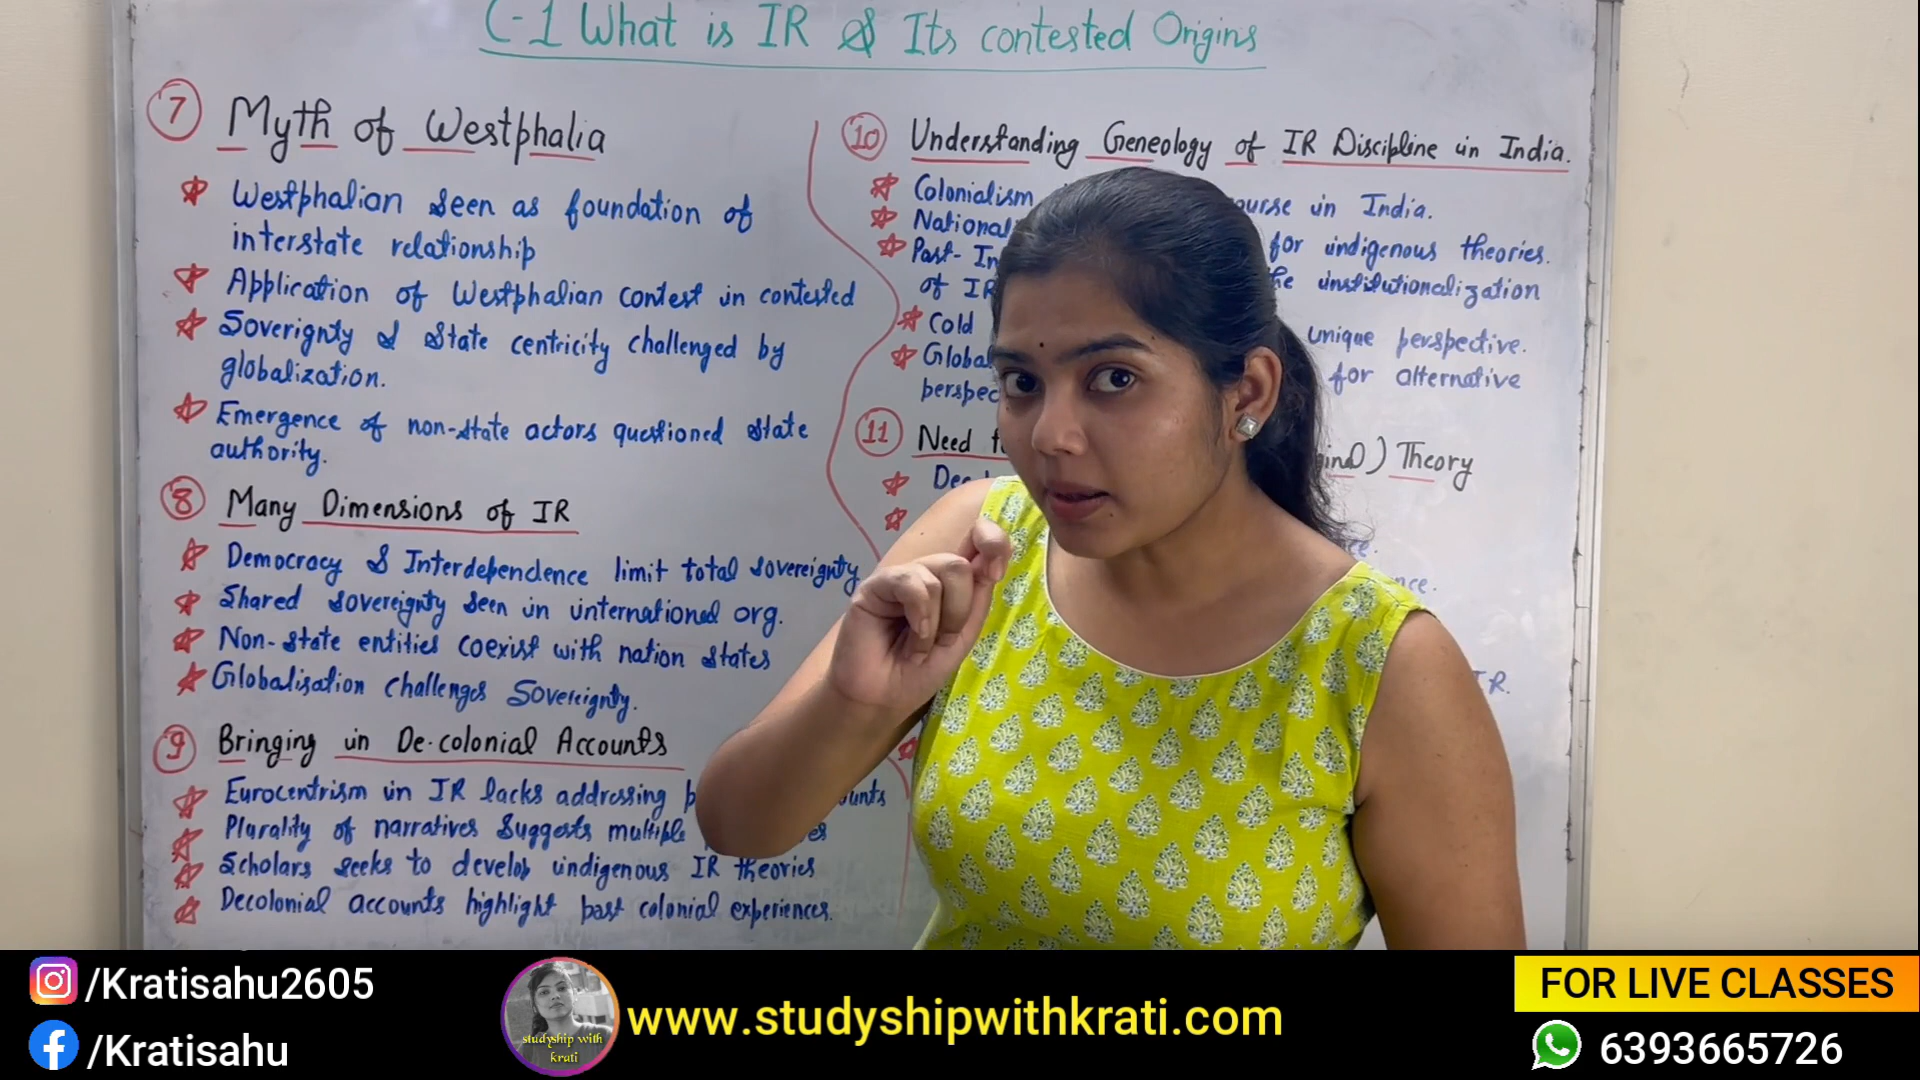 C-1 What is IR & Its contested Origins
7 Myth of Westphalia
Westphalian seen as foundation of
interstate relationship
Application of Westphalian contest in contested
Soverignty & State centricity challenged by
globalization.
Emergence of non-state actors questioned state
authority.
8 Many Dimensions of IR
Democracy & Interdependence limit total sovereignty
Shared sovereignty seen in international org.
Non-state entities coexist with nation states
Globalisation challenges Sovereignty.
9 Bringing in De-colonial Accounts
Eurocentrism in IR lacks addressing
Plurality of narratives suggests multiple
Scholars seeks to develop indigenous IR theories
Decolonial accounts highlight past colonial experiences.
10 Understanding Geneology of IR Discipline in India.
Colonialism in India.
for indigenous theories.
Post-
of IR institutionalization
Cold unique perspective.
for alternative
11 Need Theory
IR.
/Kratisahu2605
/Kratisahu
studyship with
krati
www.studyshipwithkrati.com
FOR LIVE CLASSES
6393665726